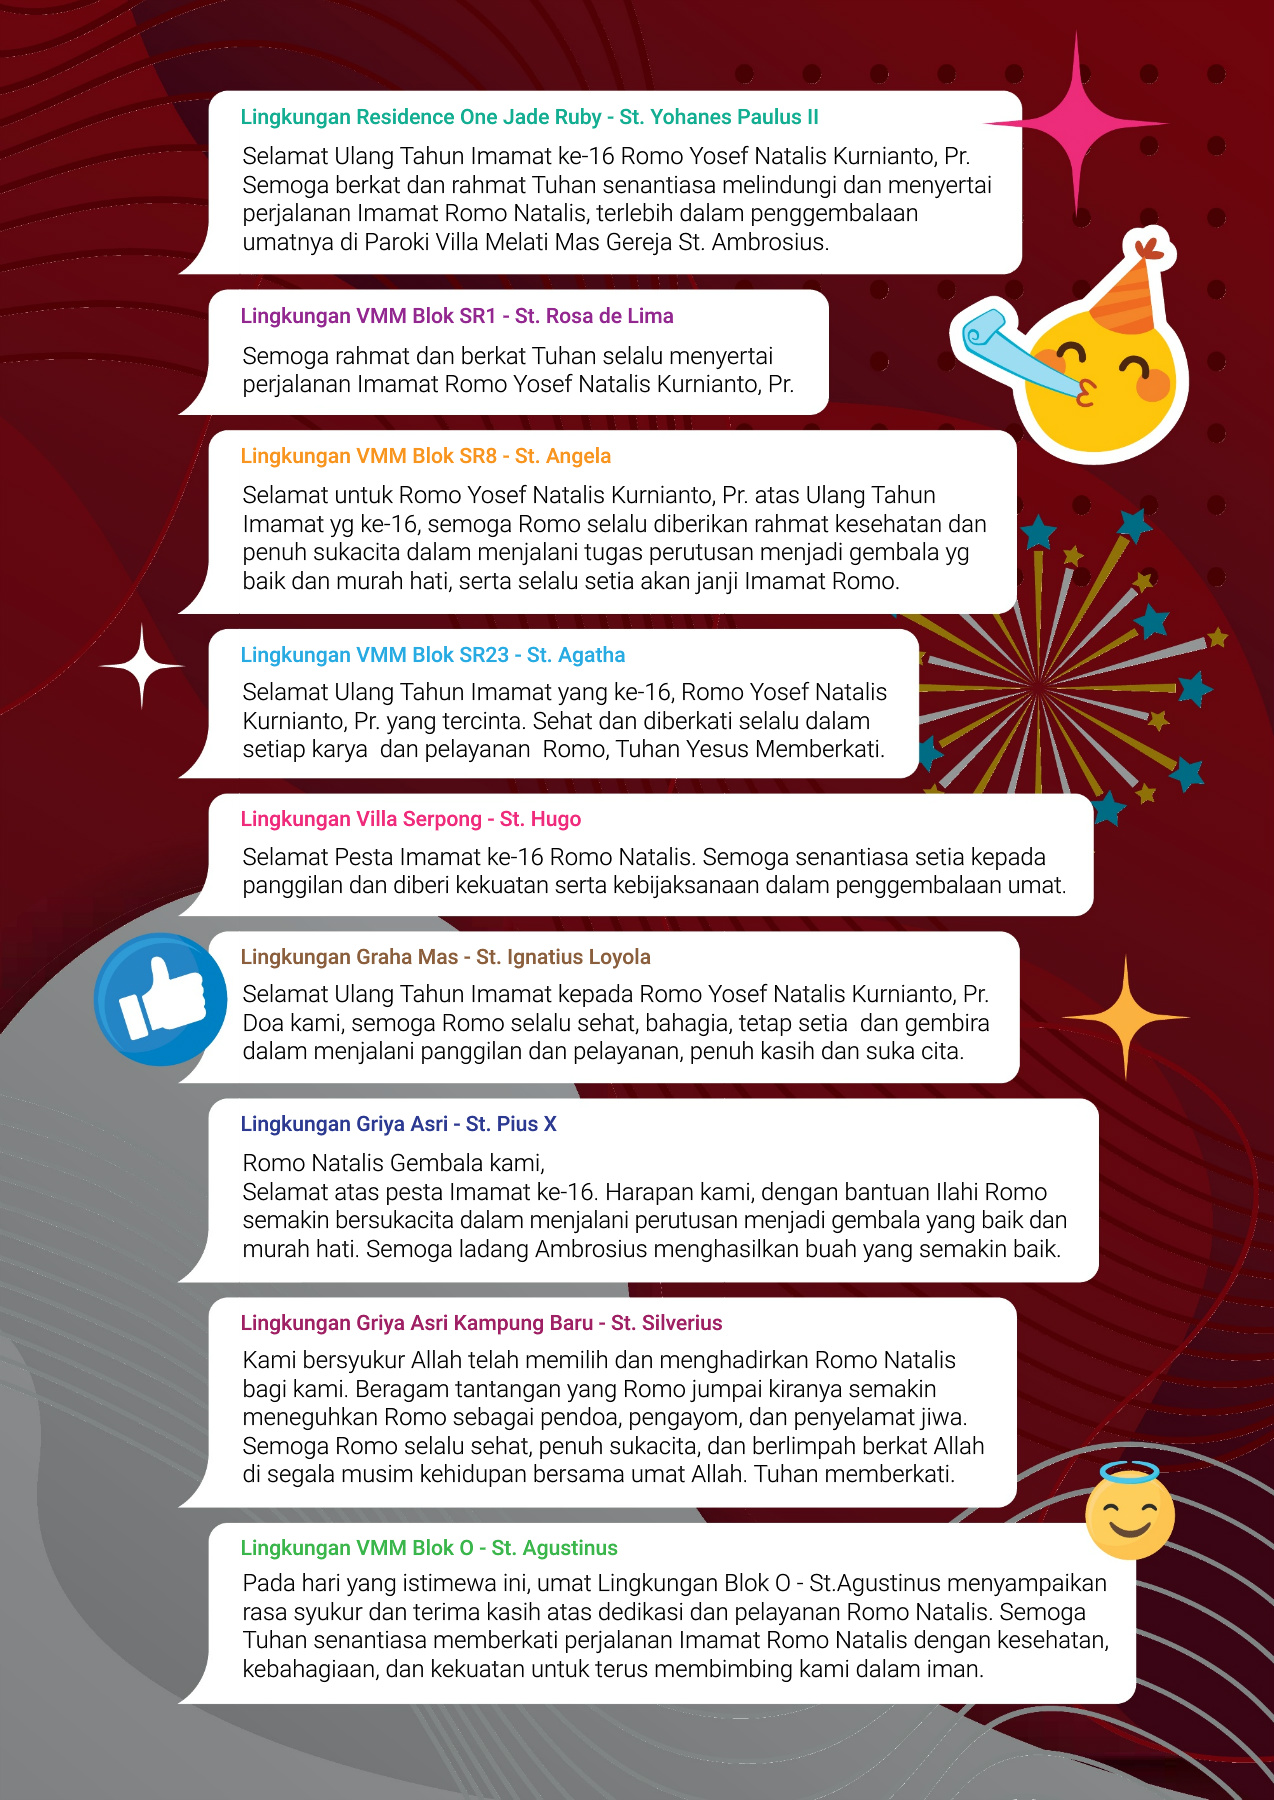 Lingkungan Residence One Jade Ruby - St. Yohanes Paulus II
Selamat Ulang Tahun Imamat ke-16 Romo Yosef Natalis Kurnianto, Pr.
Semoga berkat dan rahmat Tuhan senantiasa melindungi dan menyertai
perjalanan Imamat Romo Natalis, terlebih dalam penggembalaan
umatnya di Paroki Villa Melati Mas Gereja St. Ambrosius.
Lingkungan VMM Blok SR1 - St. Rosa de Lima
Semoga rahmat dan berkat Tuhan selalu menyertai
perjalanan Imamat Romo Yosef Natalis Kurnianto, Pr.
Lingkungan VMM Blok SR8 - St. Angela
Selamat untuk Romo Yosef Natalis Kurnianto, Pr. atas Ulang Tahun
Imamat yg ke-16, semoga Romo selalu diberikan rahmat kesehatan dan
penuh sukacita dalam menjalani tugas perutusan menjadi gembala yg
baik dan murah hati, serta selalu setia akan janji Imamat Romo.
Lingkungan VMM Blok SR23 - St. Agatha
Selamat Ulang Tahun Imamat yang ke-16, Romo Yosef Natalis
Kurnianto, Pr. yang tercinta. Sehat dan diberkati selalu dalam
setiap karya  dan pelayanan  Romo, Tuhan Yesus Memberkati.
Lingkungan Villa Serpong - St. Hugo
Selamat Pesta Imamat ke-16 Romo Natalis. Semoga senantiasa setia kepada
panggilan dan diberi kekuatan serta kebijaksanaan dalam penggembalaan umat.
Lingkungan Graha Mas - St. Ignatius Loyola
Selamat Ulang Tahun Imamat kepada Romo Yosef Natalis Kurnianto, Pr.
Doa kami, semoga Romo selalu sehat, bahagia, tetap setia  dan gembira
dalam menjalani panggilan dan pelayanan, penuh kasih dan suka cita.
Lingkungan Griya Asri - St. Pius X
Romo Natalis Gembala kami,
Selamat atas pesta Imamat ke-16. Harapan kami, dengan bantuan Ilahi Romo
semakin bersukacita dalam menjalani perutusan menjadi gembala yang baik dan
murah hati. Semoga ladang Ambrosius menghasilkan buah yang semakin baik.
Lingkungan Griya Asri Kampung Baru - St. Silverius
Kami bersyukur Allah telah memilih dan menghadirkan Romo Natalis
bagi kami. Beragam tantangan yang Romo jumpai kiranya semakin
meneguhkan Romo sebagai pendoa, pengayom, dan penyelamat jiwa.
Semoga Romo selalu sehat, penuh sukacita, dan berlimpah berkat Allah
di segala musim kehidupan bersama umat Allah. Tuhan memberkati.
Lingkungan VMM Blok O - St. Agustinus
Pada hari yang istimewa ini, umat Lingkungan Blok O - St.Agustinus menyampaikan
rasa syukur dan terima kasih atas dedikasi dan pelayanan Romo Natalis. Semoga
Tuhan senantiasa memberkati perjalanan Imamat Romo Natalis dengan kesehatan,
kebahagiaan, dan kekuatan untuk terus membimbing kami dalam iman.